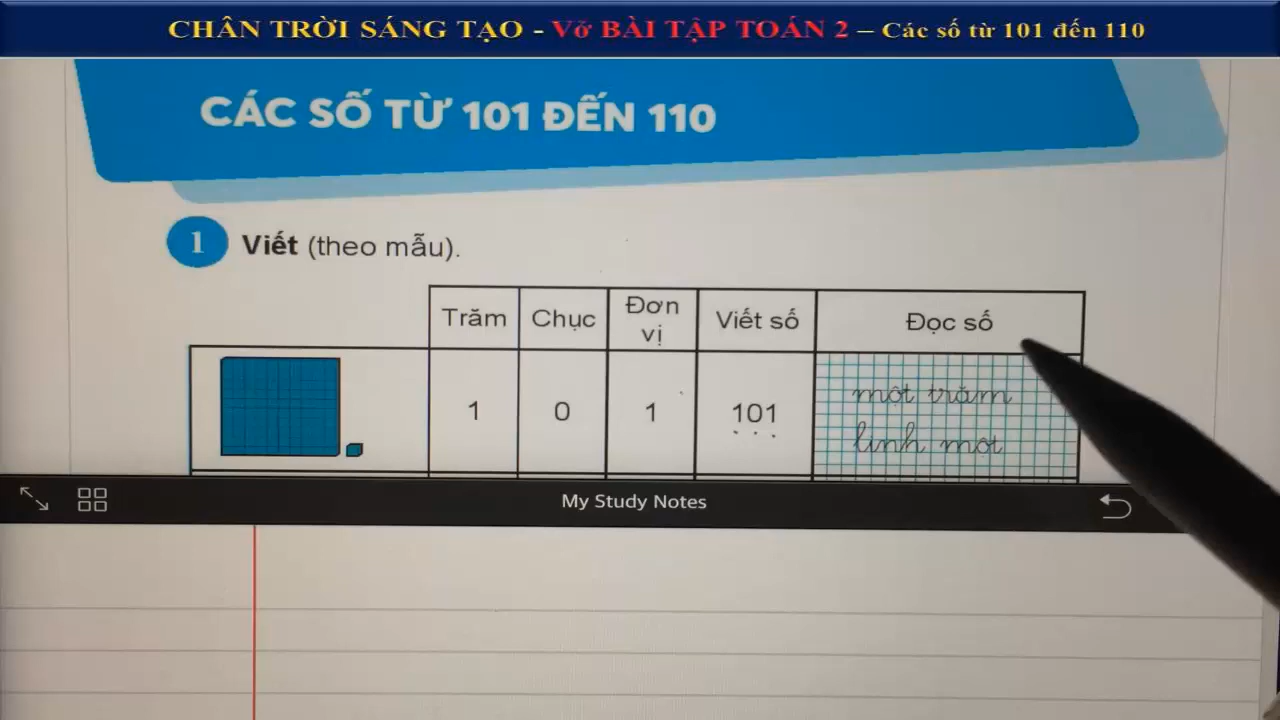 CHÂN TRỜI SÁNG TẠO - Vở BÀI TẬP TOÁN 2 – Các số từ 101 đến 110
CÁC SỐ TỪ 101 ĐẾN 110
1 Viết (theo mẫu).
Trăm Chục Đơn vị Viết số Đọc số
1 0 1 101 một trăm
linh một
My Study Notes